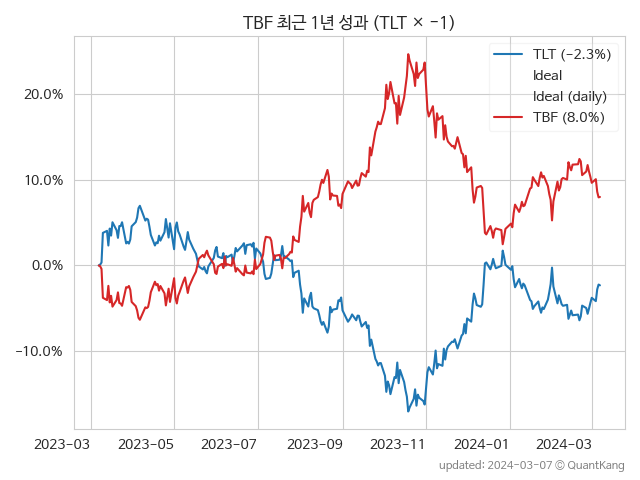 TBF 최근 1년 성과 (TLT × -1)
TLT (-2.3%)
Ideal
Ideal (daily)
TBF (8.0%)
20.0%
10.0%
0.0%
-10.0%
2023-03 2023-05 2023-07 2023-09 2023-11 2024-01 2024-03
updated: 2024-03-07 © QuantKang